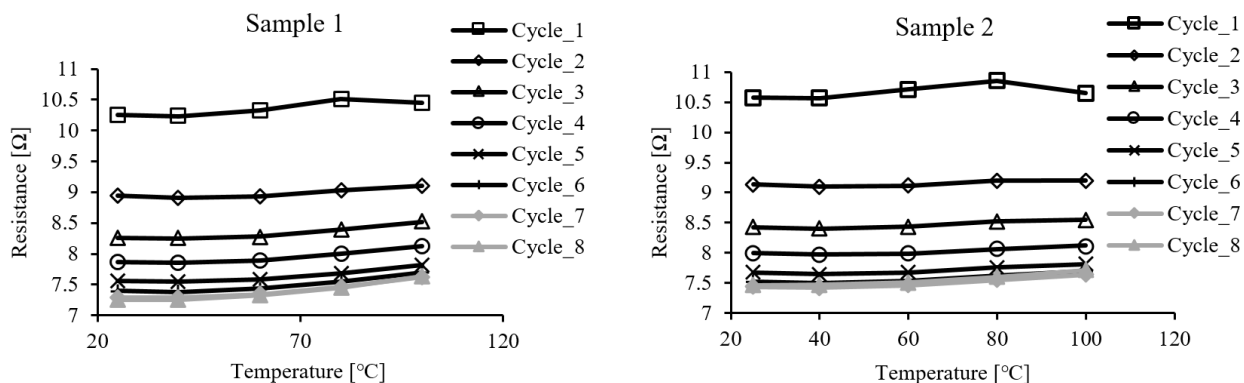 Sample 1
Cycle_1
Cycle_2
Cycle_3
Cycle_4
Cycle_5
Cycle_6
Cycle_7
Cycle_8
11
10.5
10
9.5
9
8.5
8
7.5
7
Resistance [Ω]
20
70
120
Temperature [°C]
Sample 2
Cycle_1
Cycle_2
Cycle_3
Cycle_4
Cycle_5
Cycle_6
Cycle_7
Cycle_8
11
10.5
10
9.5
9
8.5
8
7.5
7
Resistance [Ω]
20
40
60
80
100
120
Temperature [°C]